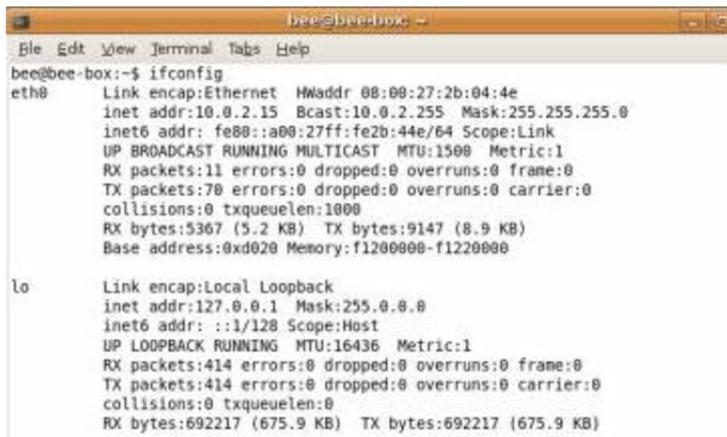 bee@bee-box: ~
File Edit View Terminal Tabs Help
bee@bee-box:~$ ifconfig
eth0 Link encap:Ethernet HWaddr 08:00:27:2b:04:4e
inet addr:10.0.2.15 Bcast:10.0.2.255 Mask:255.255.255.0
inet6 addr: fe80::a00:27ff:fe2b:44e/64 Scope:Link
UP BROADCAST RUNNING MULTICAST MTU:1500 Metric:1
RX packets:11 errors:0 dropped:0 overruns:0 frame:0
TX packets:70 errors:0 dropped:0 overruns:0 carrier:0
collisions:0 txqueuelen:1000
RX bytes:5367 (5.2 KB) TX bytes:9147 (8.9 KB)
Base address:0xd020 Memory:f1200000-f1220000
lo Link encap:Local Loopback
inet addr:127.0.0.1 Mask:255.0.0.0
inet6 addr: ::1/128 Scope:Host
UP LOOPBACK RUNNING MTU:16436 Metric:1
RX packets:414 errors:0 dropped:0 overruns:0 frame:0
TX packets:414 errors:0 dropped:0 overruns:0 carrier:0
collisions:0 txqueuelen:0
RX bytes:692217 (675.9 KB) TX bytes:692217 (675.9 KB)